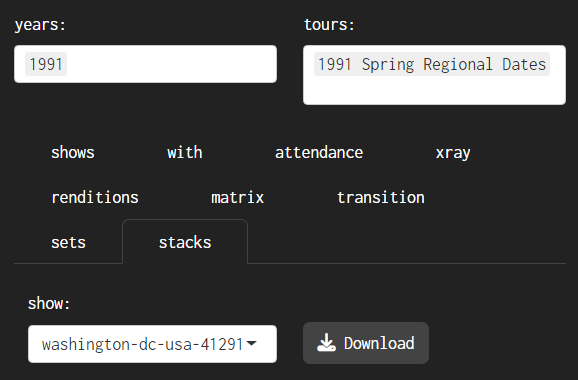 years: tours:
1991 1991 Spring Regional Dates
shows with attendance xray
renditions matrix transition
sets stacks
show:
washington-dc-usa-41291 Download